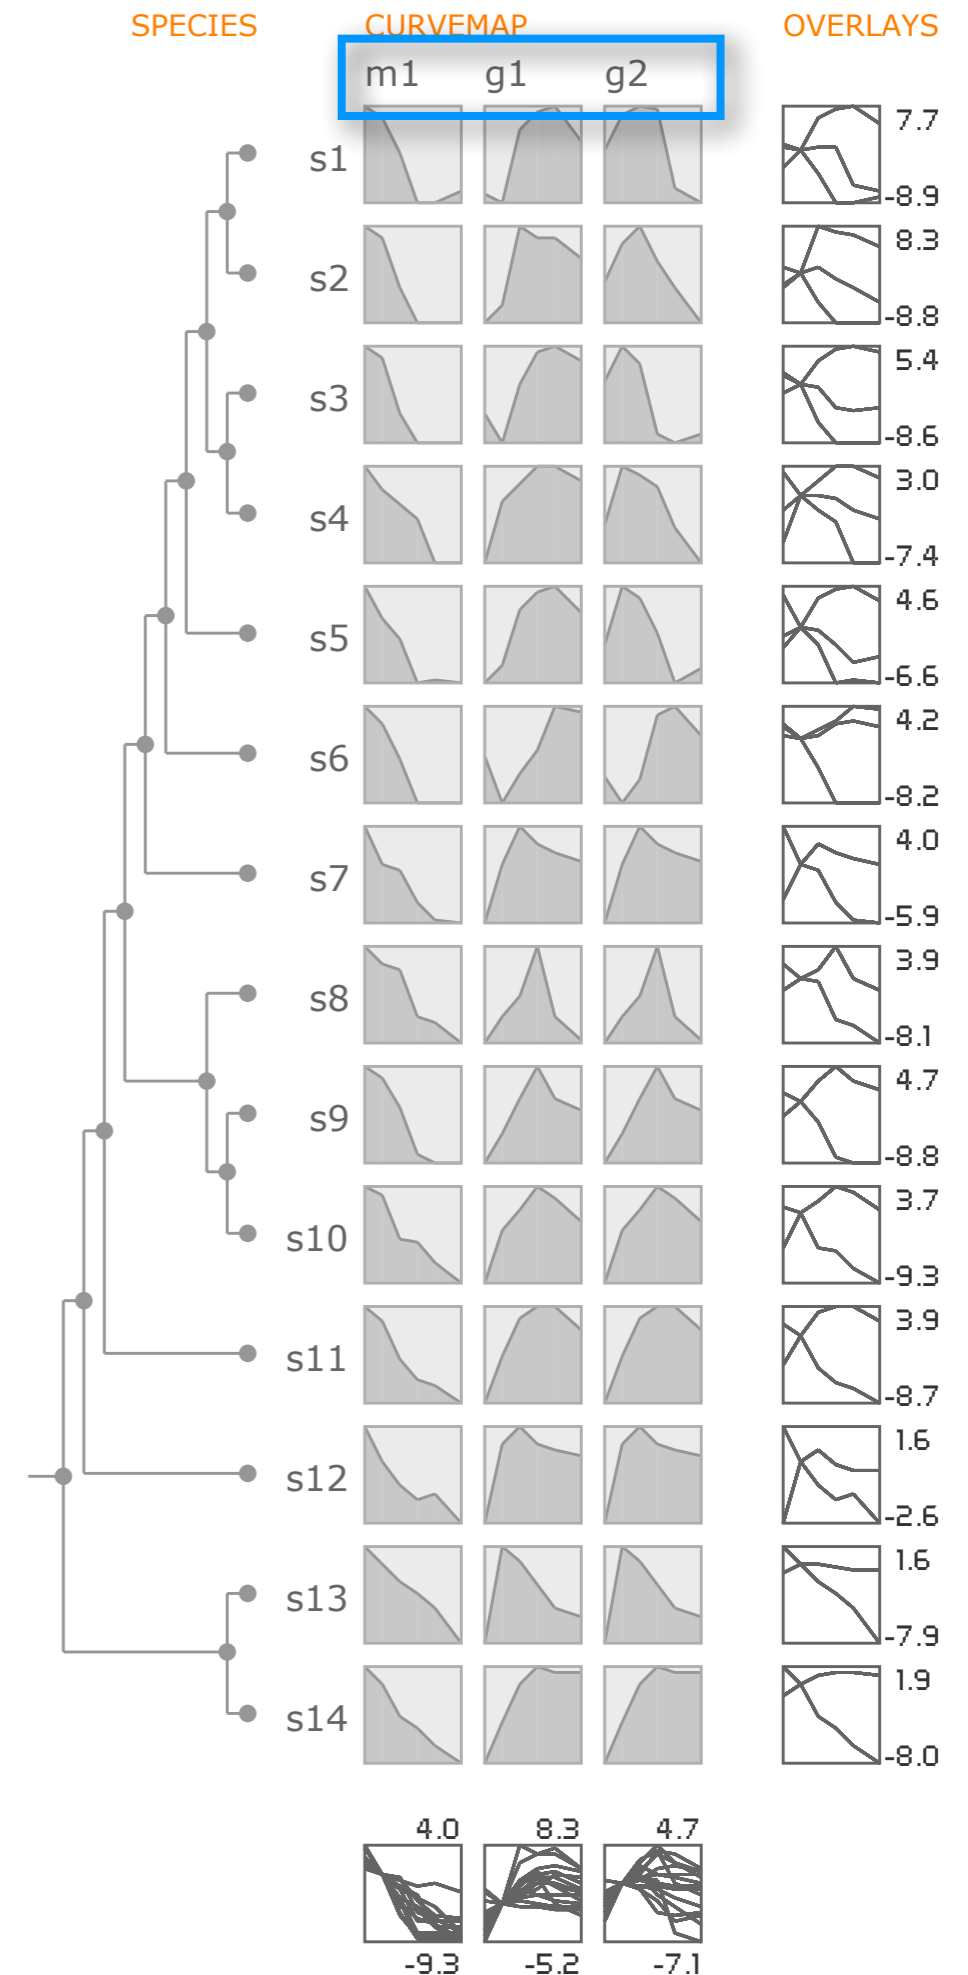 SPECIES CURVEMAP OVERLAYS
m1 g1 g2
s1 7.7
-8.9
s2 8.3
-8.8
s3 5.4
-8.6
s4 3.0
-7.4
s5 4.6
-6.6
s6 4.2
-8.2
s7 4.0
-5.9
s8 3.9
-8.1
s9 4.7
-8.8
s10 3.7
-9.3
s11 3.9
-8.7
s12 1.6
-2.6
s13 1.6
-7.9
s14 1.9
-8.0
4.0 8.3 4.7
-9.3 -5.2 -7.1